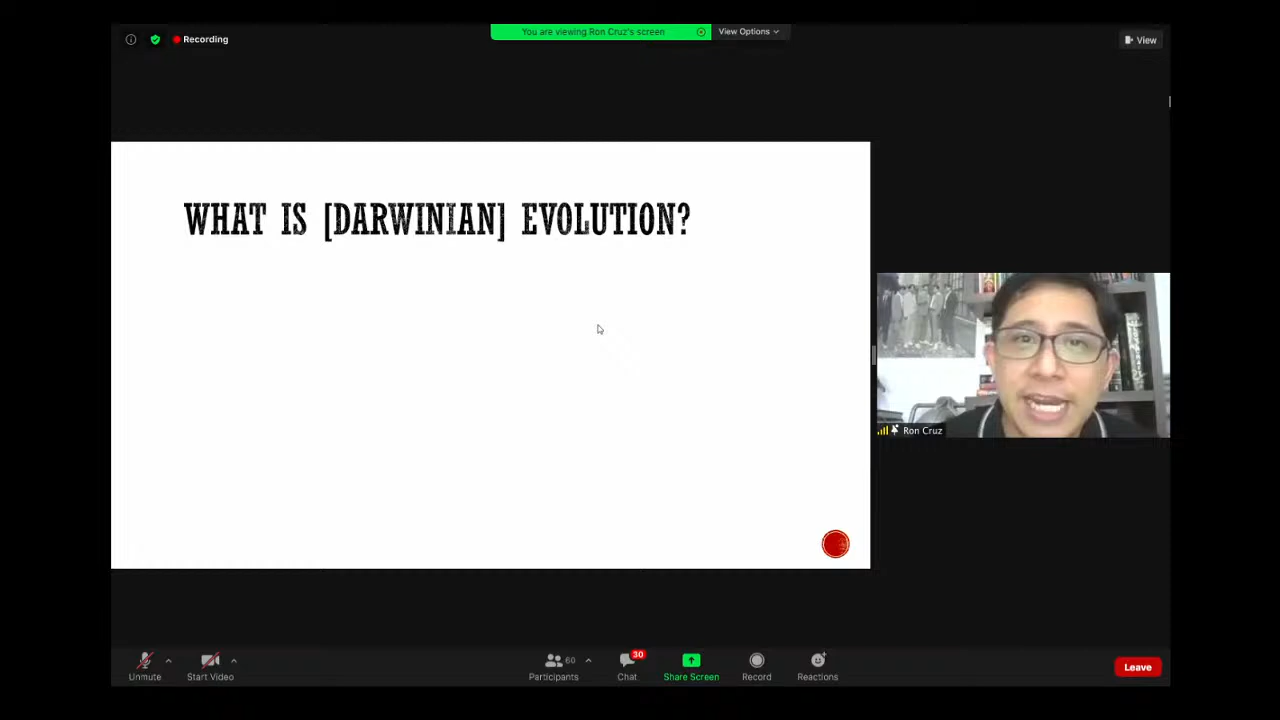 Recording
You are viewing Ron Cruz's screen
View Options
View
WHAT IS [DARWINIAN] EVOLUTION?
Ron Cruz
Unmute
Start Video
60
Participants
30
Chat
Share Screen
Record
Reactions
Leave